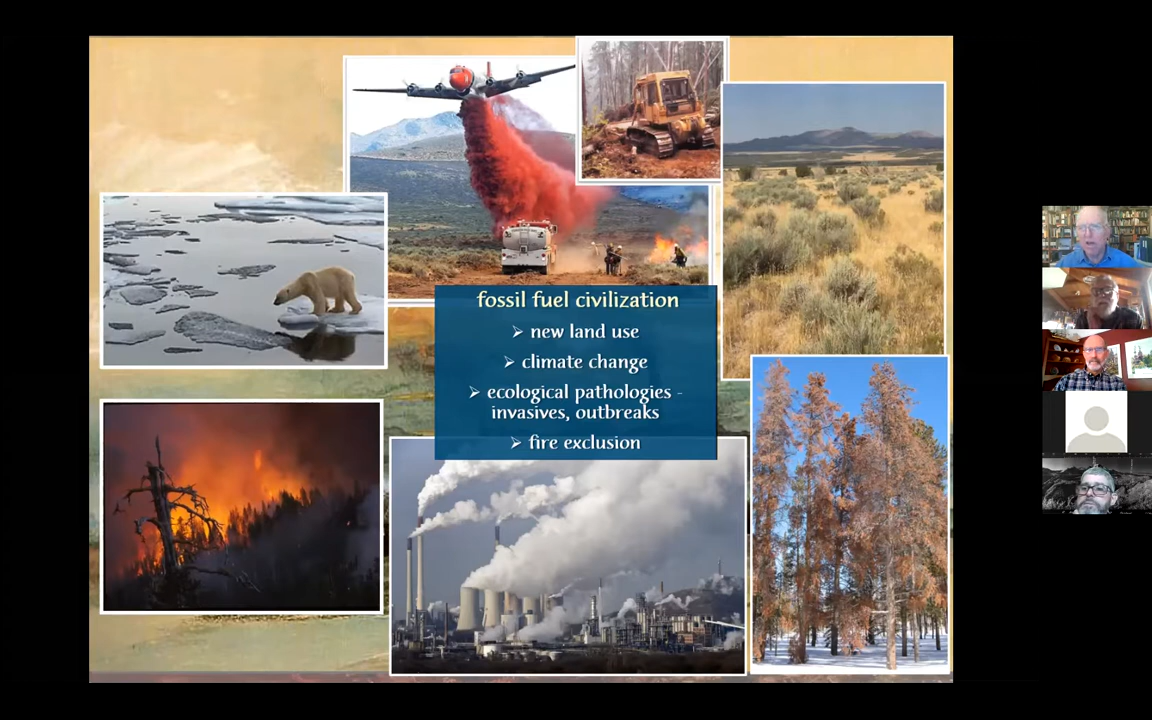 fossil fuel civilization
➢ new land use
➢ climate change
➢ ecological pathologies -
invasives, outbreaks
➢ fire exclusion